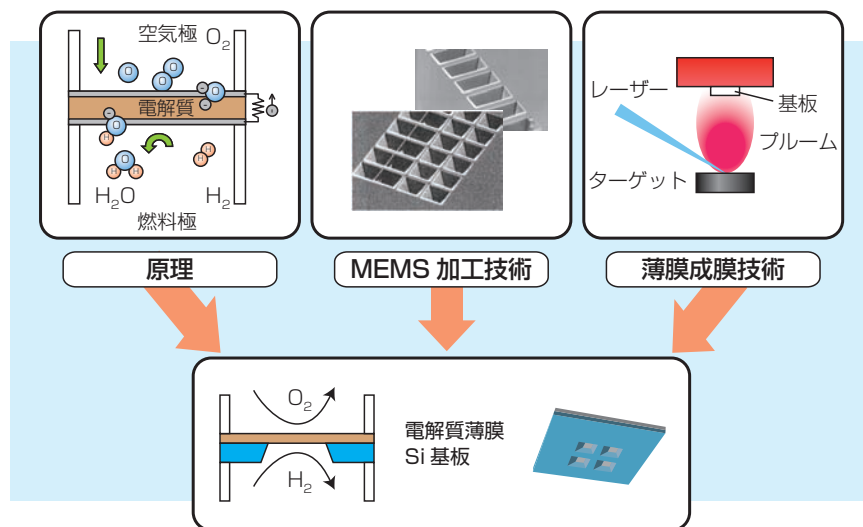 空気極 O2
O
O
O
O
電解質
H
O
H
H
H
H
H2O
H2
燃料極
レーザー
基板
プルーム
ターゲット
原理
MEMS 加工技術
薄膜成膜技術
O2
H2
電解質薄膜
Si 基板